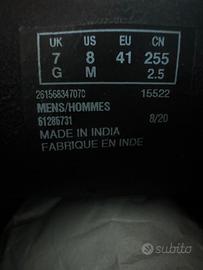 UK US EU CN
7 8 41 255
G M 2.5
261568347070 15522
MENS/HOMMES
61285731 8/20
MADE IN INDIA
FABRIQUE EN INDE
subito